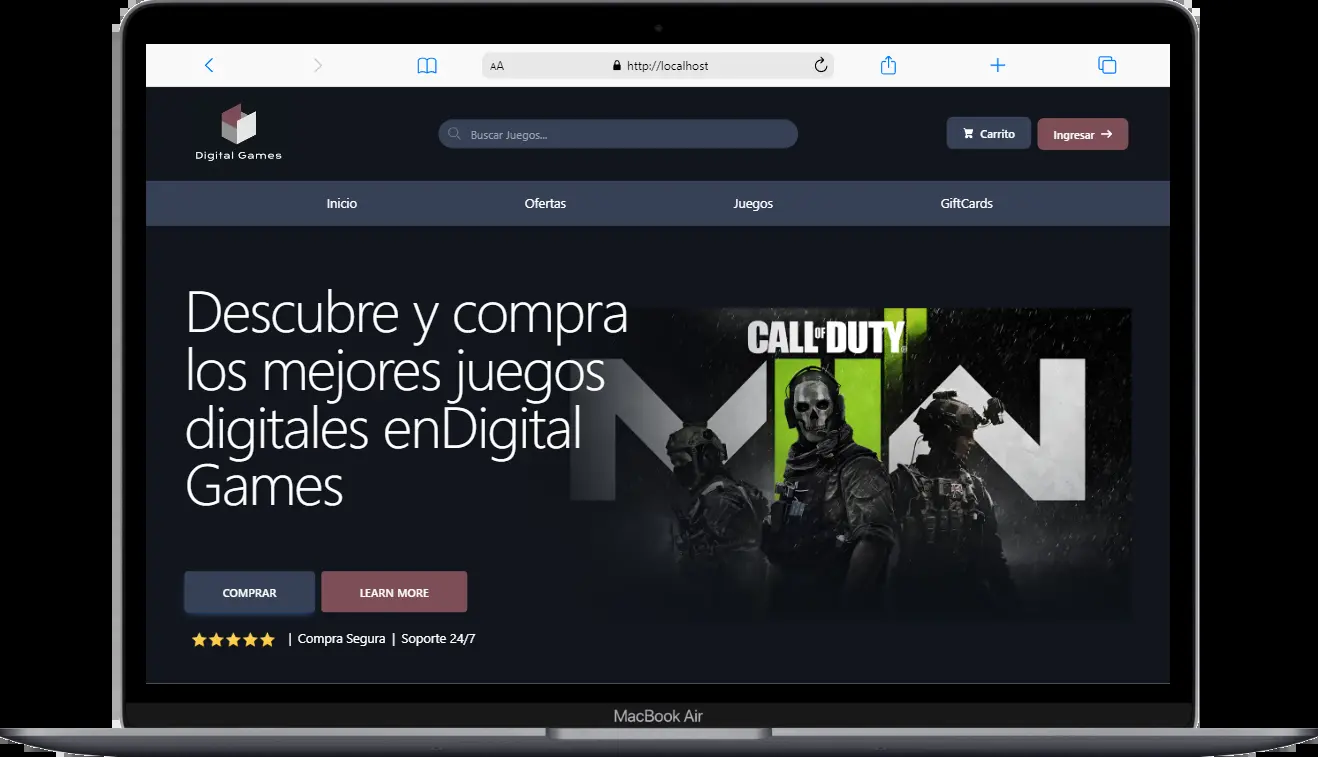 AA
http://localhost
Digital Games
Buscar Juegos...
Carrito
Ingresar →
Inicio
Ofertas
Juegos
GiftCards
Descubre y compra
los mejores juegos
digitales enDigital
Games
CALL OF DUTY
MWII
COMPRAR
LEARN MORE
| Compra Segura | Soporte 24/7
MacBook Air